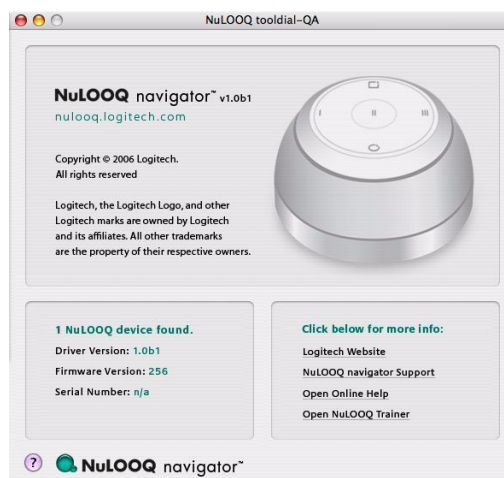 NuLOOQ tooldial-QA
NuLOOQ navigator™ v1.0b1
nulooq.logitech.com
Copyright © 2006 Logitech.
All rights reserved
Logitech, the Logitech Logo, and other
Logitech marks are owned by Logitech
and its affiliates. All other trademarks
are the property of their respective owners.
I
II
III
1 NuLOOQ device found.
Driver Version: 1.0b1
Firmware Version: 256
Serial Number: n/a
Click below for more info:
Logitech Website
NuLOOQ navigator Support
Open Online Help
Open NuLOOQ Trainer
?
NuLOOQ navigator™